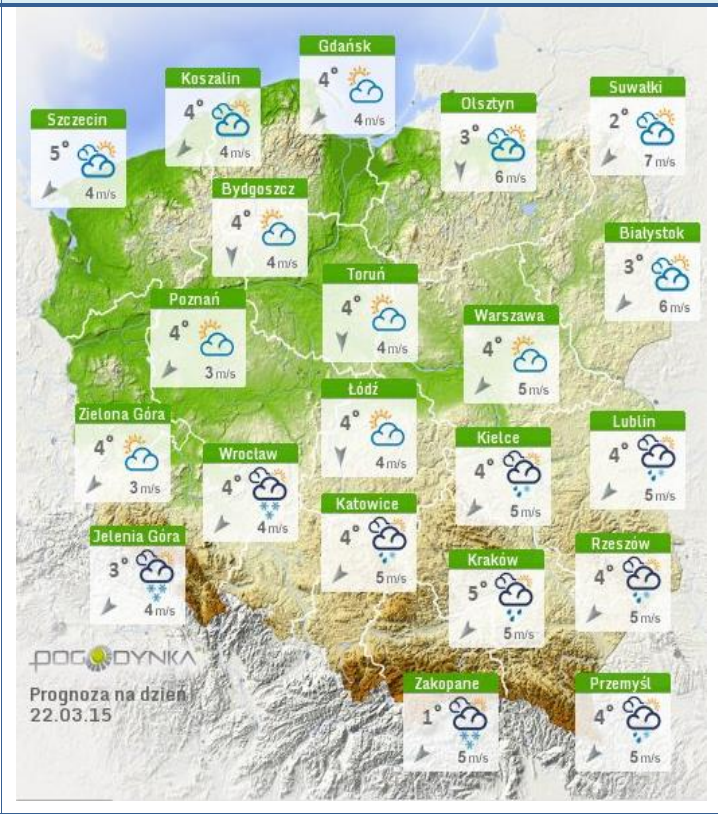 Gdańsk
4°
4 m/s
Koszalin
4°
4 m/s
Suwałki
2°
7 m/s
Olsztyn
3°
6 m/s
Szczecin
5°
4 m/s
Bydgoszcz
4°
4 m/s
Białystok
3°
6 m/s
Toruń
4°
4 m/s
Poznań
4°
3 m/s
Warszawa
4°
5 m/s
Łódź
4°
4 m/s
Zielona Góra
4°
3 m/s
Lublin
4°
5 m/s
Kielce
4°
5 m/s
Wrocław
4°
4 m/s
Katowice
4°
5 m/s
Jelenia Góra
3°
4 m/s
Rzeszów
4°
5 m/s
Kraków
5°
5 m/s
POGODYNKA
Prognoza na dzień
22.03.15
Zakopane
1°
5 m/s
Przemyśl
4°
5 m/s